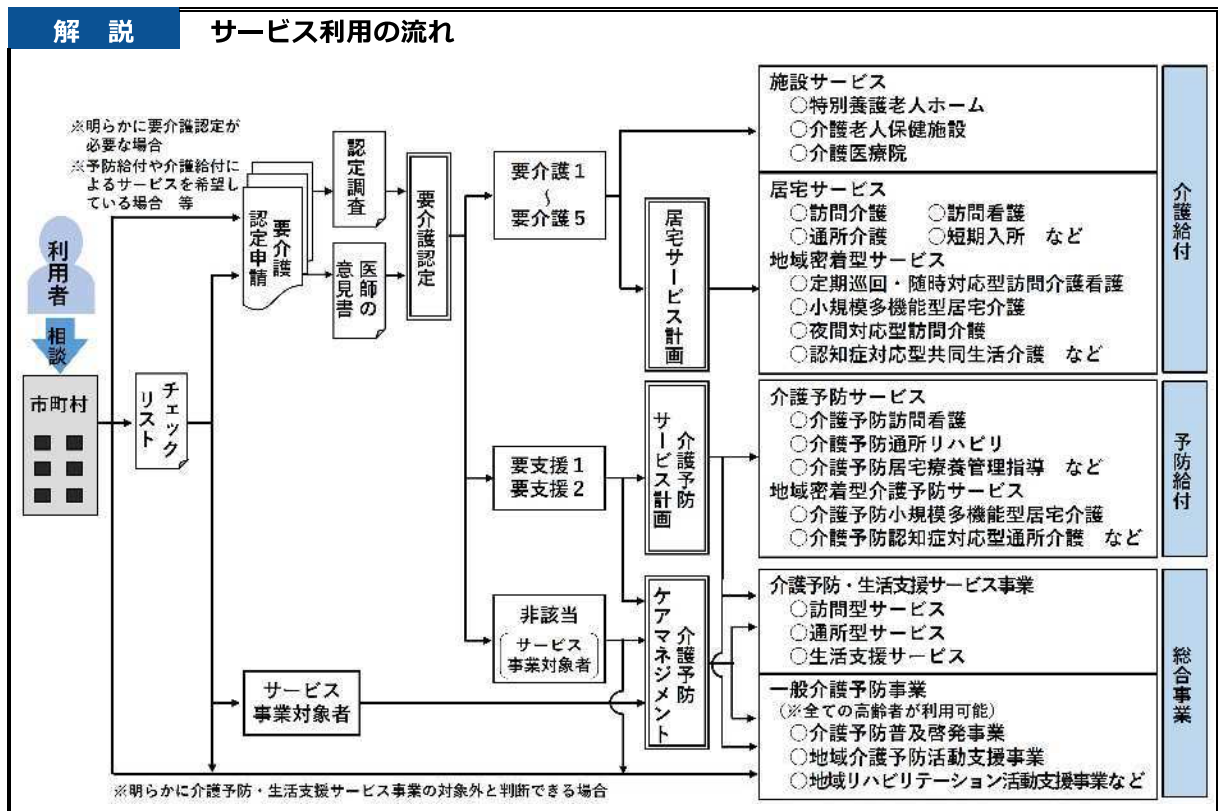 解 説
サービス利用の流れ
※明らかに要介護認定が
必要な場合
※予防給付や介護給付に
よるサービスを希望し
ている場合 等
利用者
相談
市町村
チェック
リスト
要介護
認定申請
認定調査
医師の
意見書
要介護認定
要介護1
~
要介護5
要支援1
要支援2
非該当
(サービス
事業対象者)
サービス
事業対象者
居宅サービス計画
介護予防
サービス計画
介護予防
ケアマネジメント
施設サービス
○特別養護老人ホーム
○介護老人保健施設
○介護医療院
居宅サービス
○訪問介護 ○訪問看護
○通所介護 ○短期入所 など
地域密着型サービス
○定期巡回・随時対応型訪問介護看護
○小規模多機能型居宅介護
○夜間対応型訪問介護
○認知症対応型共同生活介護 など
介護給付
介護予防サービス
○介護予防訪問看護
○介護予防通所リハビリ
○介護予防居宅療養管理指導 など
地域密着型介護予防サービス
○介護予防小規模多機能型居宅介護
○介護予防認知症対応型通所介護 など
予防給付
介護予防・生活支援サービス事業
○訪問型サービス
○通所型サービス
○生活支援サービス
一般介護予防事業
(※全ての高齢者が利用可能)
○介護予防普及啓発事業
○地域介護予防活動支援事業
○地域リハビリテーション活動支援事業など
総合事業
※明らかに介護予防・生活支援サービス事業の対象外と判断できる場合